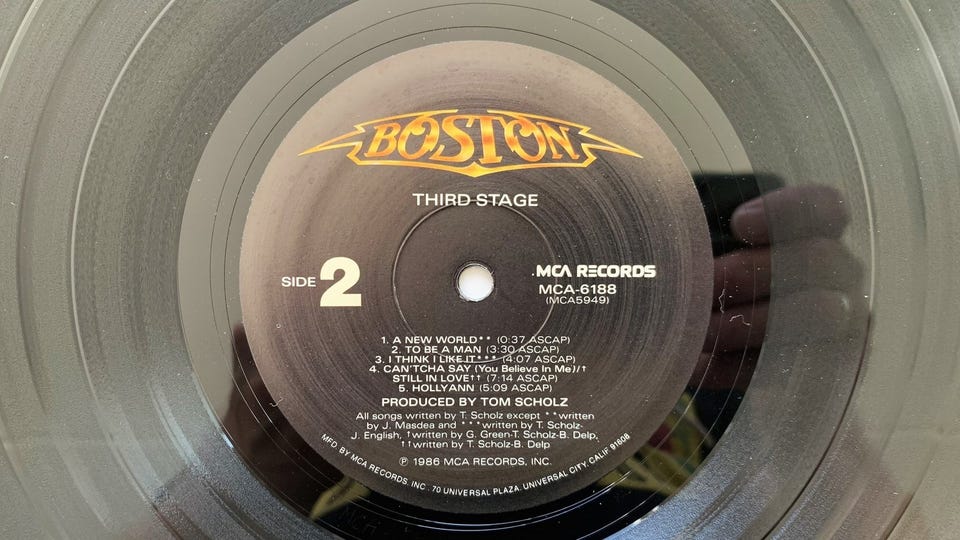 BOSTON
THIRD STAGE
SIDE 2
MCA RECORDS
MCA-6188
(MCA5949)
1. A NEW WORLD** (0:37 ASCAP)
2. TO BE A MAN (3:30 ASCAP)
3. I THINK I LIKE IT*** (4:07 ASCAP)
4. CAN'TCHA SAY (You Believe In Me)/†
STILL IN LOVE†† (7:14 ASCAP)
5. HOLLYANN (5:09 ASCAP)
PRODUCED BY TOM SCHOLZ
All songs written by T. Scholz except **written
by J. Masdea and ***written by T. Scholz-
J. English, †written by G. Green-T. Scholz-B. Delp,
††written by T. Scholz-B. Delp
℗ 1986 MCA RECORDS, INC.
MFD BY MCA RECORDS, INC. 70 UNIVERSAL PLAZA, UNIVERSAL CITY, CALIF 91608